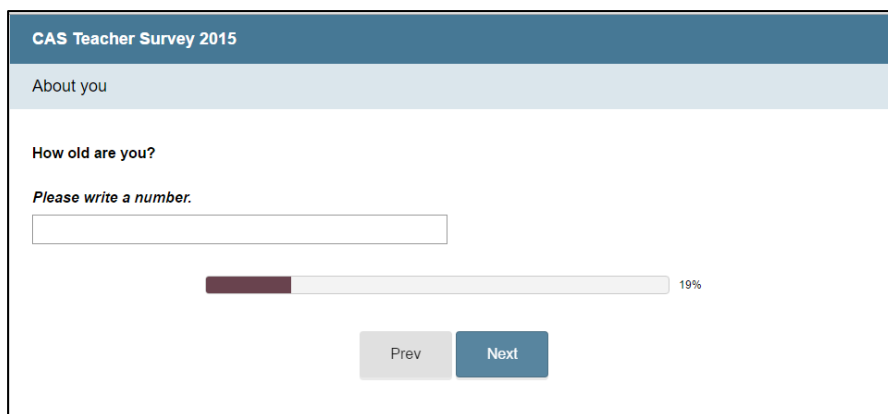 CAS Teacher Survey 2015
About you
How old are you?
Please write a number.
19%
Prev Next